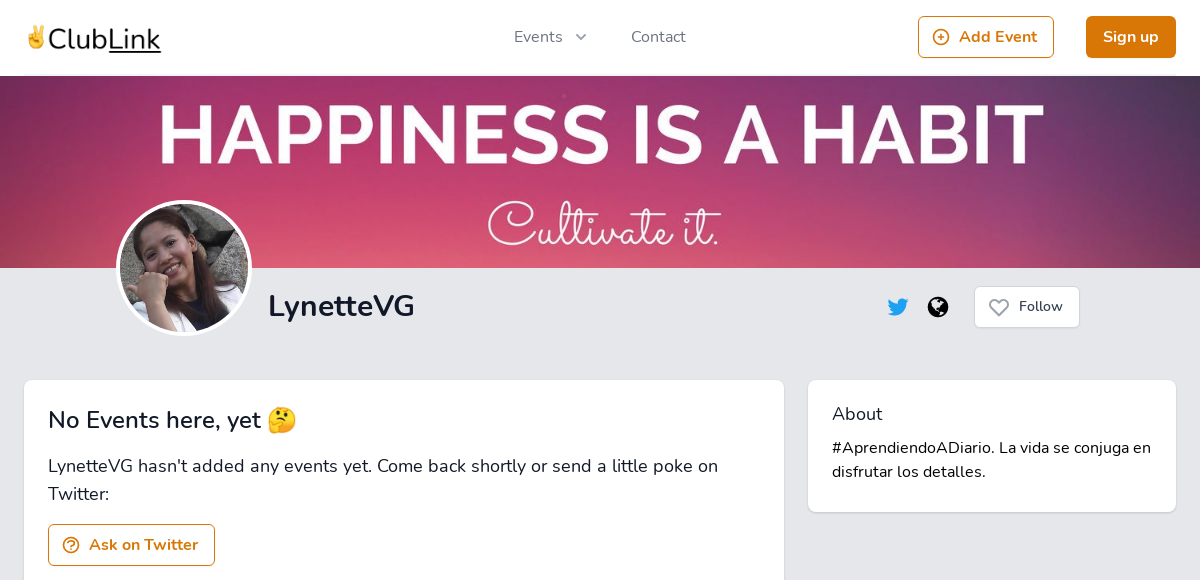 ✌️ClubLink
Events
Contact
Add Event
Sign up
HAPPINESS IS A HABIT
Cultivate it.
LynetteVG
Follow
No Events here, yet 🤔
LynetteVG hasn't added any events yet. Come back shortly or send a little poke on
Twitter:
Ask on Twitter
About
#AprendiendoADiario. La vida se conjuga en
disfrutar los detalles.